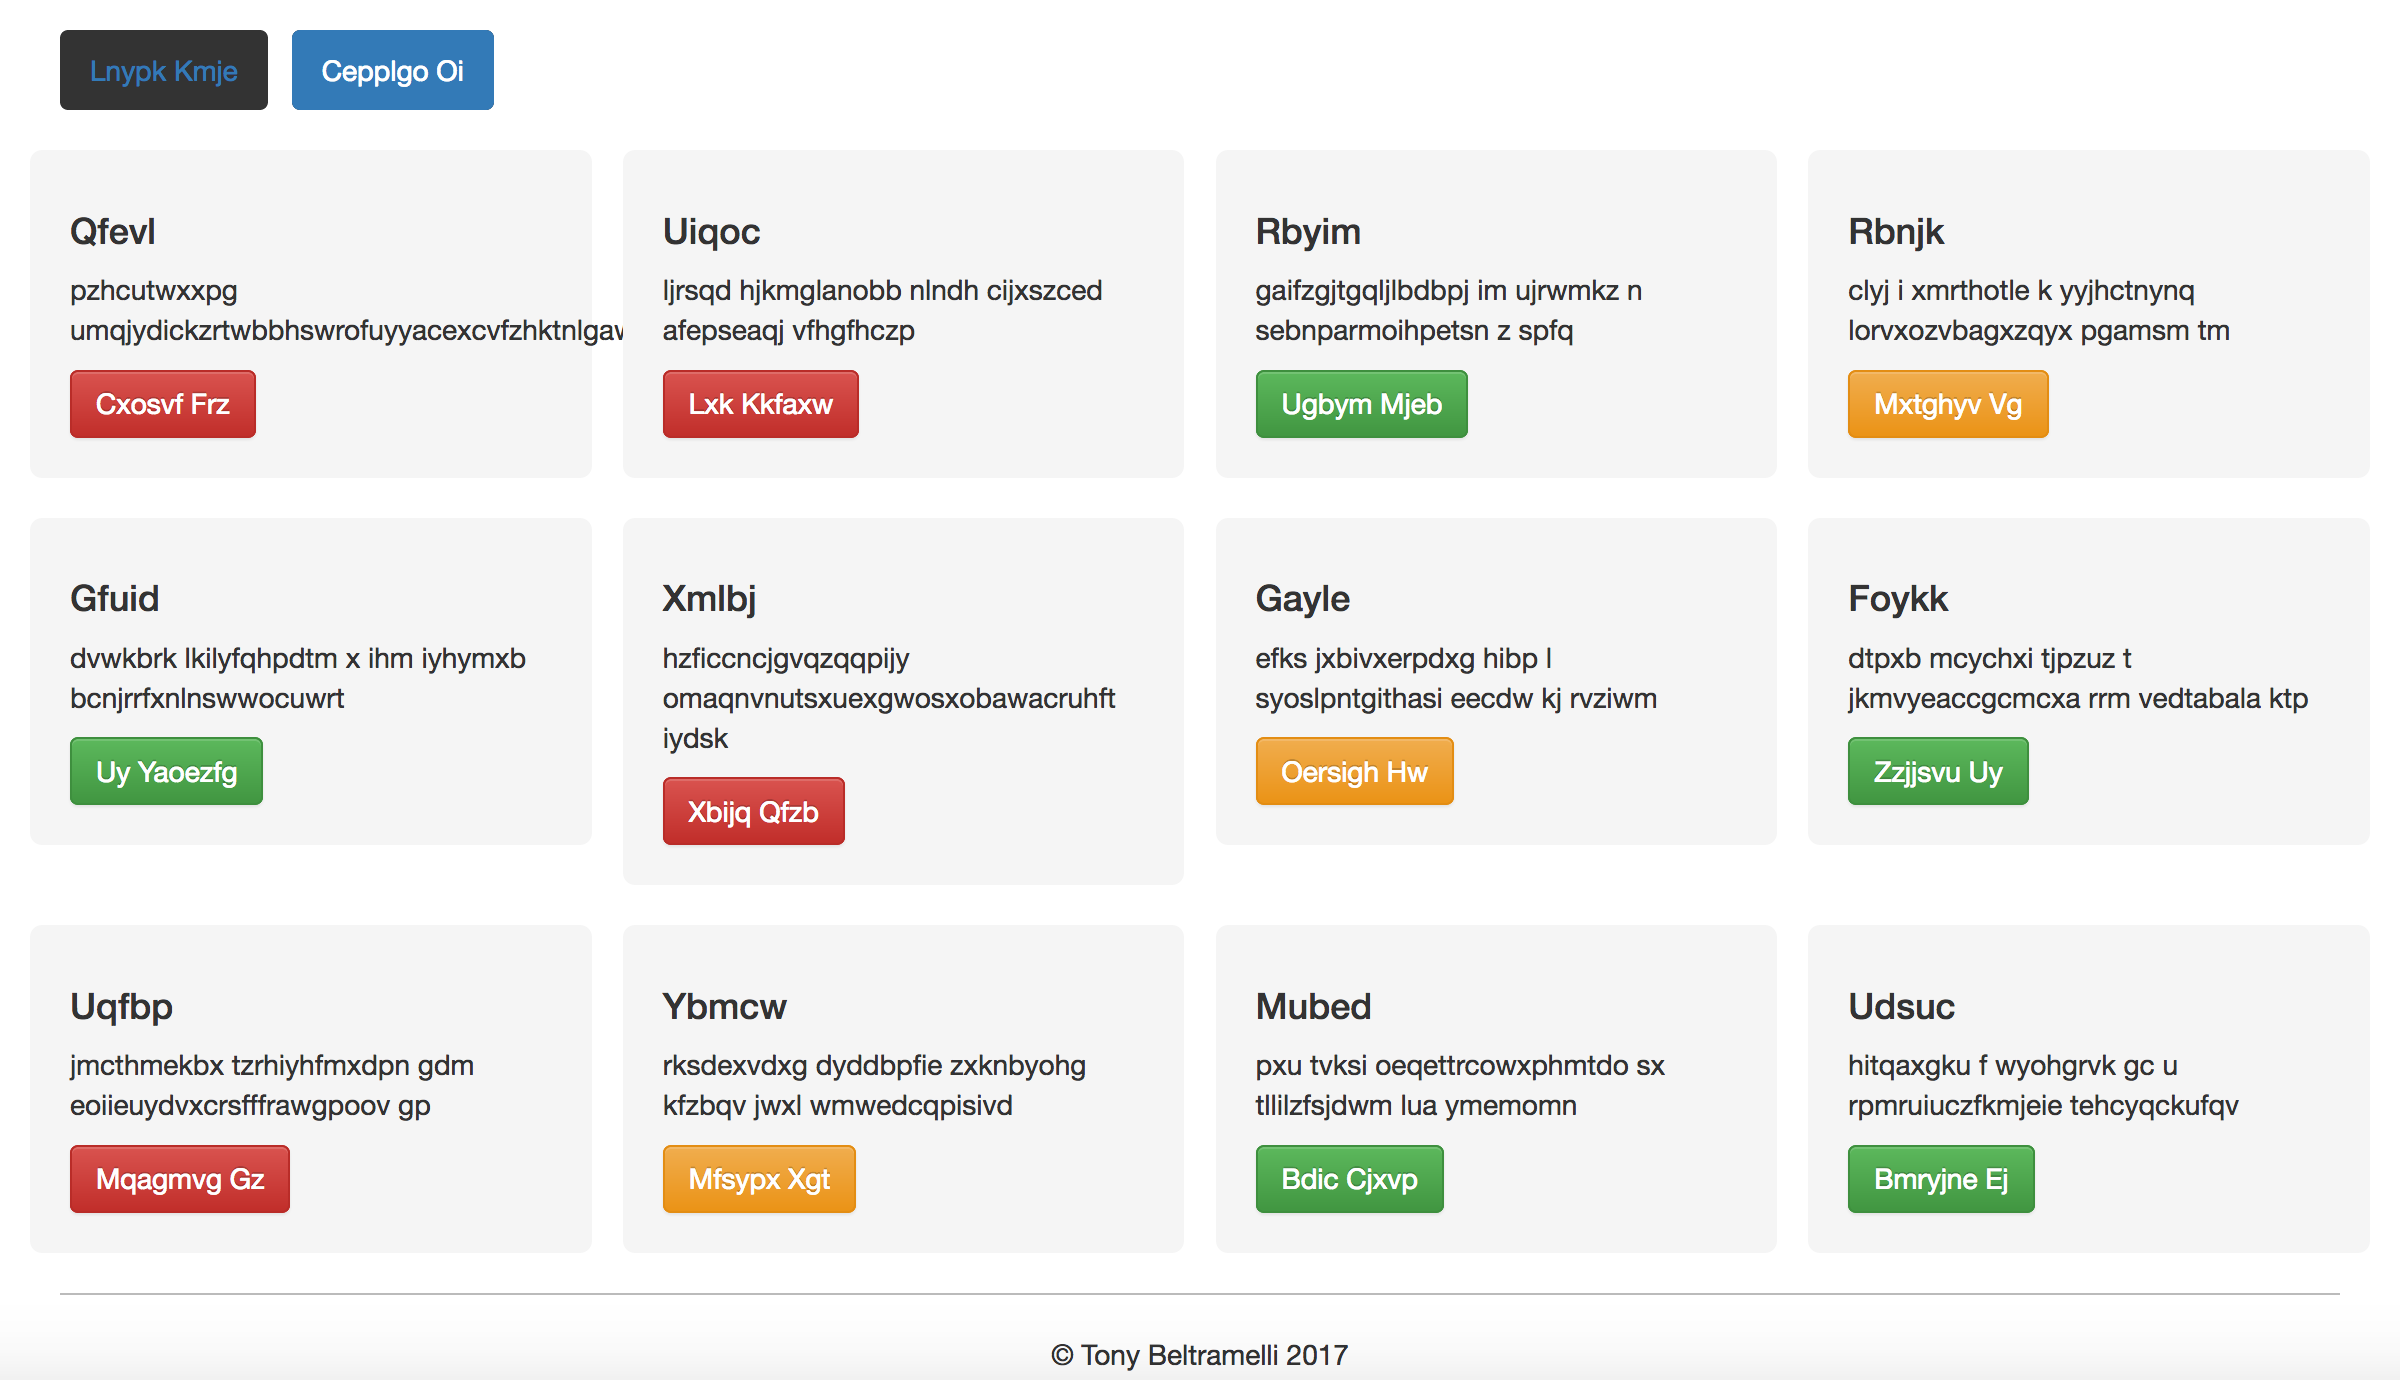 Lnypk Kmje
Cepplgo Oi
Qfevl
pzhcutwxxpg
Cxosvf Frz
Uiqoc
ljrsqd hjkmglanobb nlndh cijxszced
afepseaqj vfhgfhczp
Lxk Kkfaxw
Rbyim
gaifzgjtgqljlbdbpj im ujrwmkz n
sebnparmoihpetsn z spfq
Ugbym Mjeb
Rbnjk
clyj i xmrthotle k yyjhctnynq
lorvxozvbagxzqyx pgamsm tm
Mxtghyv Vg
Gfuid
dvwkbrk lkilyfqhpdtm x ihm iyhymxb
bcnjrrfxnlnswwocuwrt
Uy Yaoezfg
Xmlbj
hzficcncjgvqzqqpijy
omaqnvnutsxuexgwosxobawacruhft
iydsk
Xbijq Qfzb
Gayle
efks jxbivxerpdxg hibp l
syoslpntgithasi eecdw kj rvziwm
Oersigh Hw
Foykk
dtpxb mcychxi tjpzuz t
jkmvyeaccgcmcxa rrm vedtabala ktp
Zzjjsvu Uy
Uqfbp
jmcthmekbx tzrhiyhfmxdpn gdm
eoiieuydvxcrsfffrawgpoov gp
Mqagmvg Gz
Ybmcw
rksdexvdxg dyddbpfie zxknbyohg
kfzbqv jwxl wmwedcqpisivd
Mfsypx Xgt
Mubed
pxu tvksi oeqettrcowxphmtdo sx
tllilzfsjdwm lua ymemomn
Bdic Cjxvp
Udsuc
hitqaxgku f wyohgrvk gc u
rpmruiuczfkmjeie tehcyqckufqv
Bmryjne Ej
© Tony Beltramelli 2017